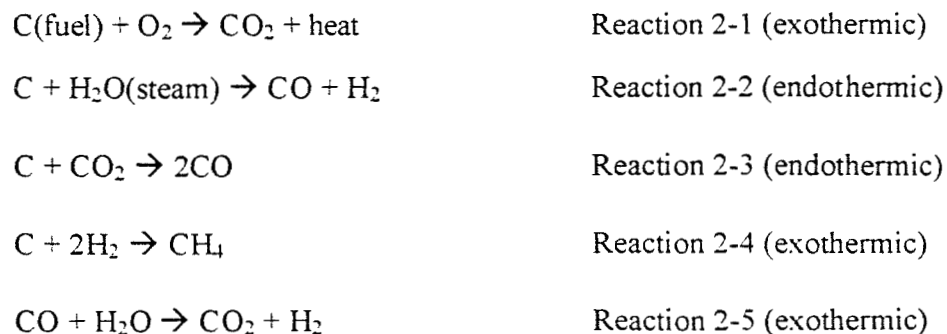 C(fuel) + O₂ → CO₂ + heat Reaction 2-1 (exothermic)
C + H₂O(steam) → CO + H₂ Reaction 2-2 (endothermic)
C + CO₂ → 2CO Reaction 2-3 (endothermic)
C + 2H₂ → CH₄ Reaction 2-4 (exothermic)
CO + H₂O → CO₂ + H₂ Reaction 2-5 (exothermic)